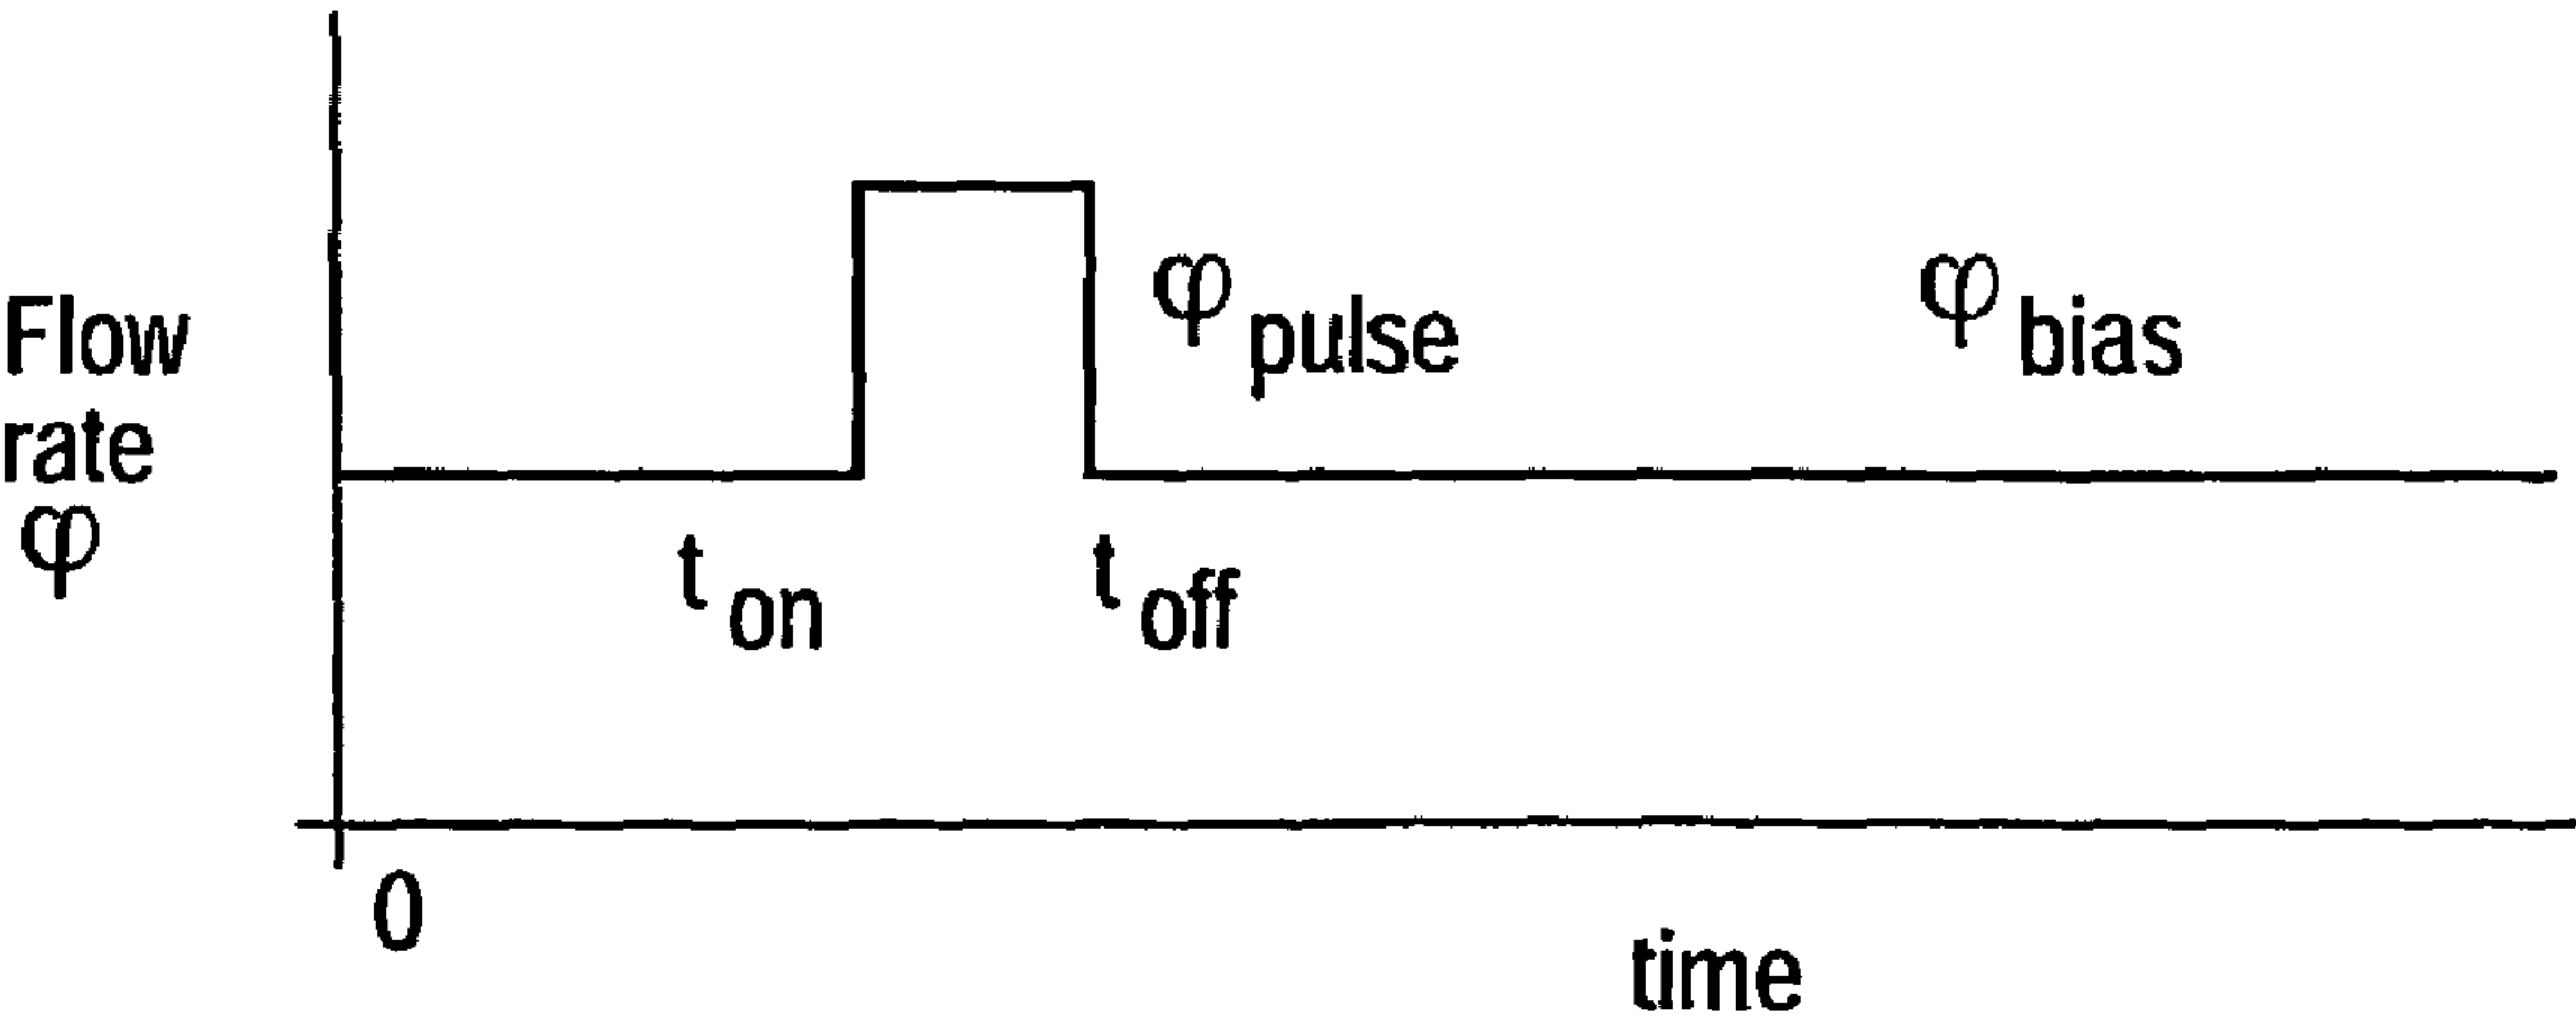 φ pulse
φ bias
Flow
rate
φ
t on
t off
0
time